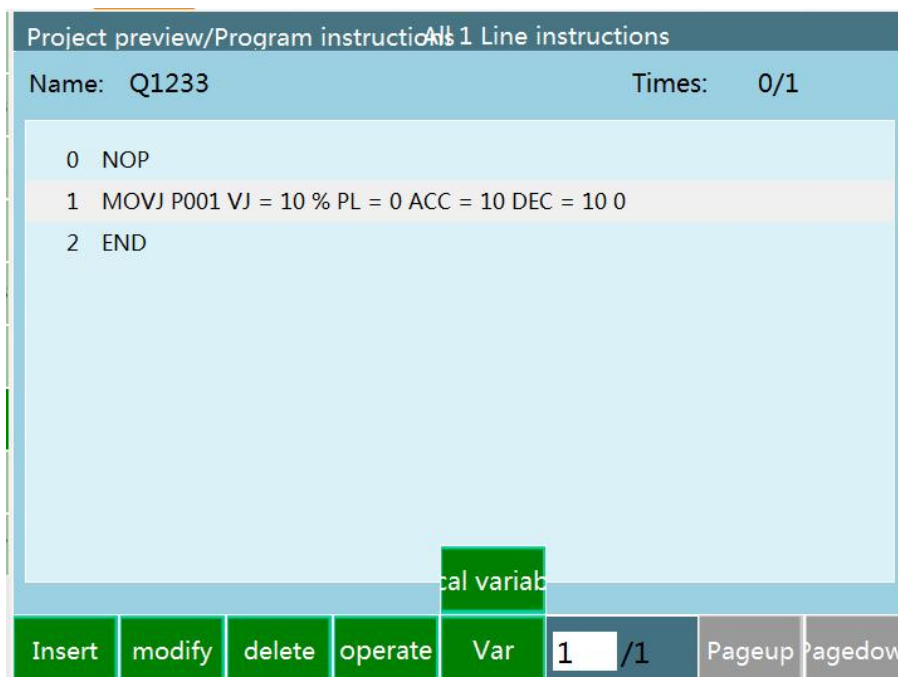 Project preview/Program instructions All 1 Line instructions
Name: Q1233 Times: 0/1
0 NOP
1 MOVJ P001 VJ = 10 % PL = 0 ACC = 10 DEC = 10 0
2 END
cal variab
Insert modify delete operate Var 1 /1 Pageup Pagedow